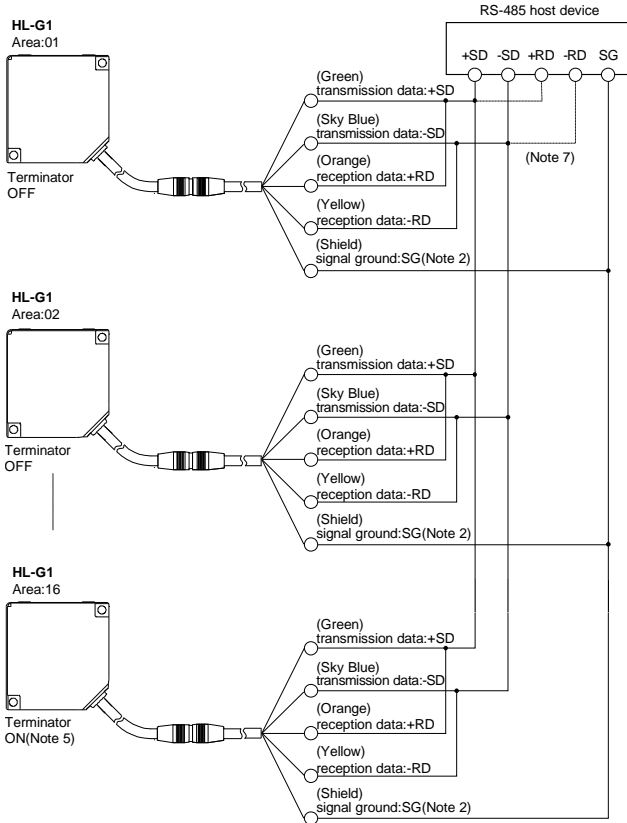 RS-485 host device
+SD -SD +RD -RD SG
HL-G1
Area:01
Terminator
OFF
(Green)
transmission data:+SD
(Sky Blue)
transmission data:-SD
(Orange)
reception data:+RD
(Yellow)
reception data:-RD
(Shield)
signal ground:SG(Note 2)
(Note 7)
HL-G1
Area:02
Terminator
OFF
(Green)
transmission data:+SD
(Sky Blue)
transmission data:-SD
(Orange)
reception data:+RD
(Yellow)
reception data:-RD
(Shield)
signal ground:SG(Note 2)
HL-G1
Area:16
Terminator
ON(Note 5)
(Green)
transmission data:+SD
(Sky Blue)
transmission data:-SD
(Orange)
reception data:+RD
(Yellow)
reception data:-RD
(Shield)
signal ground:SG(Note 2)